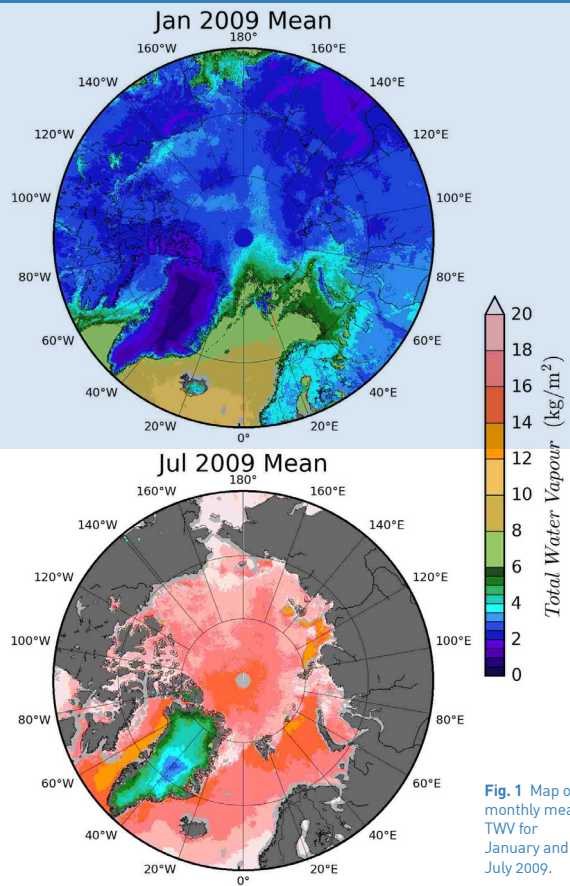 Jan 2009 Mean
180°
160°W
160°E
140°W
140°E
120°W
120°E
100°W
100°E
80°W
80°E
60°W
60°E
40°W
40°E
20°W
20°E
0°
20
18
16
14
12
10
8
6
4
2
0
Total Water Vapour (kg/m²)
Jul 2009 Mean
180°
160°W
160°E
140°W
140°E
120°W
120°E
100°W
100°E
80°W
80°E
60°W
60°E
40°W
40°E
20°W
20°E
0°
Fig. 1 Map o
monthly mea
TWV for
January and
July 2009.